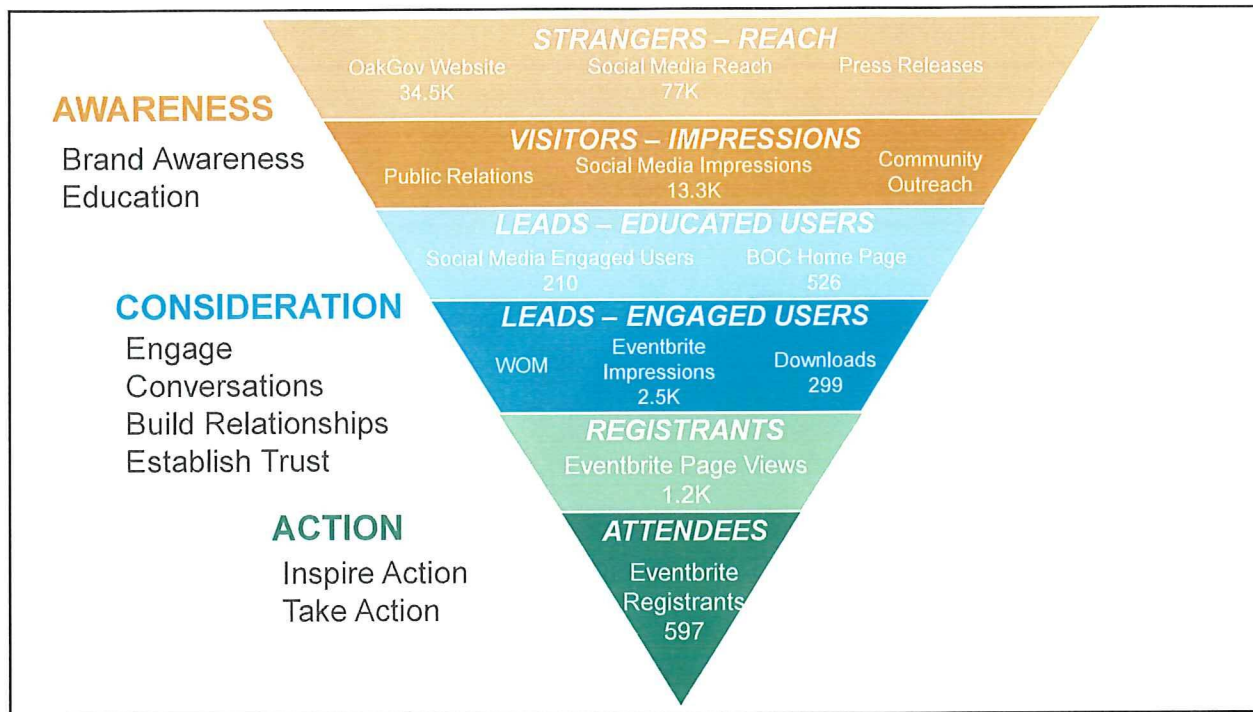 STRANGERS – REACH
OakGov Website
34.5K
Social Media Reach
77K
Press Releases
AWARENESS
Brand Awareness
Education
VISITORS – IMPRESSIONS
Public Relations
Social Media Impressions
13.3K
Community
Outreach
LEADS – EDUCATED USERS
Social Media Engaged Users
210
BOC Home Page
526
CONSIDERATION
Engage
Conversations
Build Relationships
Establish Trust
LEADS – ENGAGED USERS
WOM
Eventbrite
Impressions
2.5K
Downloads
299
REGISTRANTS
Eventbrite Page Views
1.2K
ACTION
Inspire Action
Take Action
ATTENDEES
Eventbrite
Registrants
597